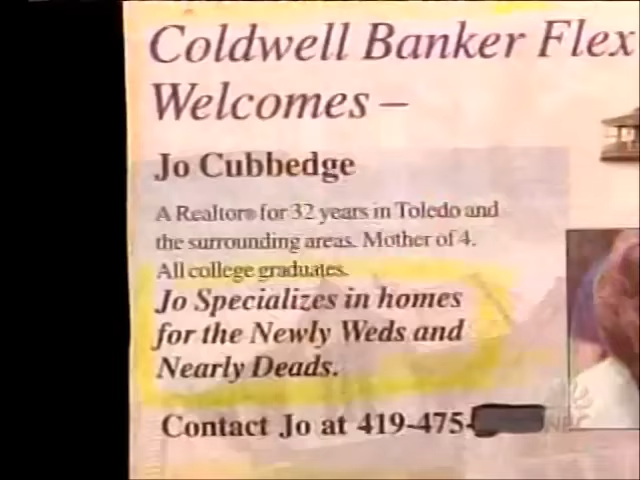 Coldwell Banker Flex
Welcomes –
Jo Cubbedge
A Realtor® for 32 years in Toledo and
the surrounding areas. Mother of 4.
All college graduates.
Jo Specializes in homes
for the Newly Weds and
Nearly Deads.
Contact Jo at 419-475-
NBC